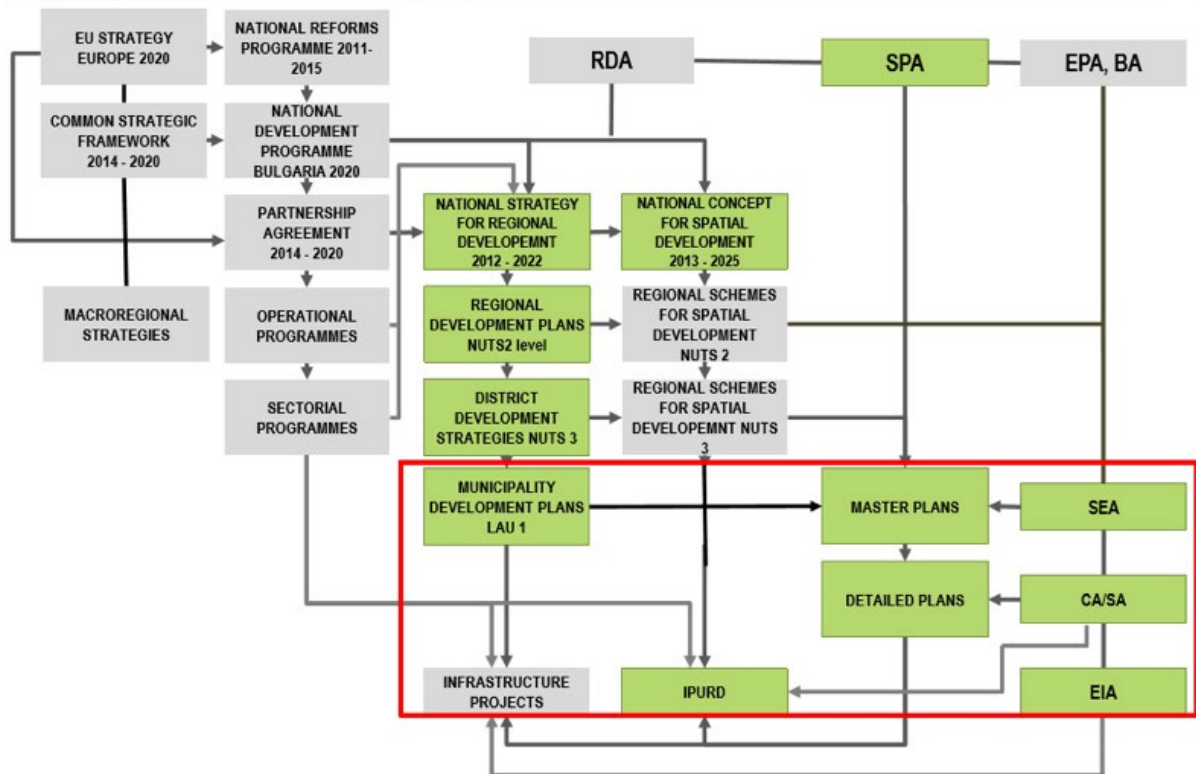 EU STRATEGY
EUROPE 2020
NATIONAL REFORMS
PROGRAMME 2011-
2015
RDA
SPA
EPA, BA
COMMON STRATEGIC
FRAMEWORK
2014 - 2020
NATIONAL
DEVELOPMENT
PROGRAMME
BULGARIA 2020
PARTNERSHIP
AGREEMENT
2014 - 2020
NATIONAL STRATEGY
FOR REGIONAL
DEVELOPEMNT
2012 - 2022
NATIONAL CONCEPT
FOR SPATIAL
DEVELOPMENT
2013 - 2025
MACROREGIONAL
STRATEGIES
OPERATIONAL
PROGRAMMES
REGIONAL
DEVELOPMENT PLANS
NUTS2 level
REGIONAL SCHEMES
FOR SPATIAL
DEVELOPMENT
NUTS 2
SECTORIAL
PROGRAMMES
DISTRICT
DEVELOPMENT
STRATEGIES NUTS 3
REGIONAL SCHEMES
FOR SPATIAL
DEVELOPEMNT NUTS
3
MUNICIPALITY
DEVELOPMENT PLANS
LAU 1
MASTER PLANS
SEA
DETAILED PLANS
CA/SA
INFRASTRUCTURE
PROJECTS
IPURD
EIA